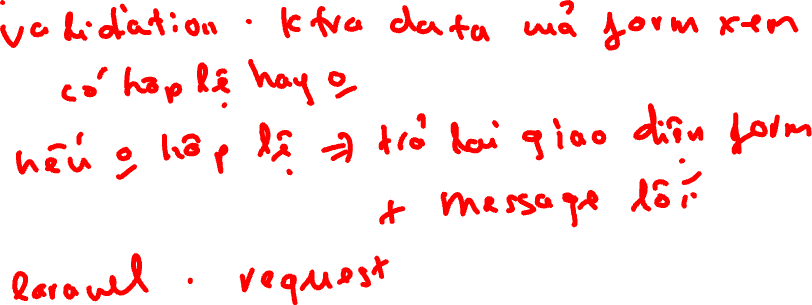 validation . ktra data mà form xem
có hợp lệ hay o
nếu o hợp lệ => trả lại giao diện form
+ message lỗi
laravel . request